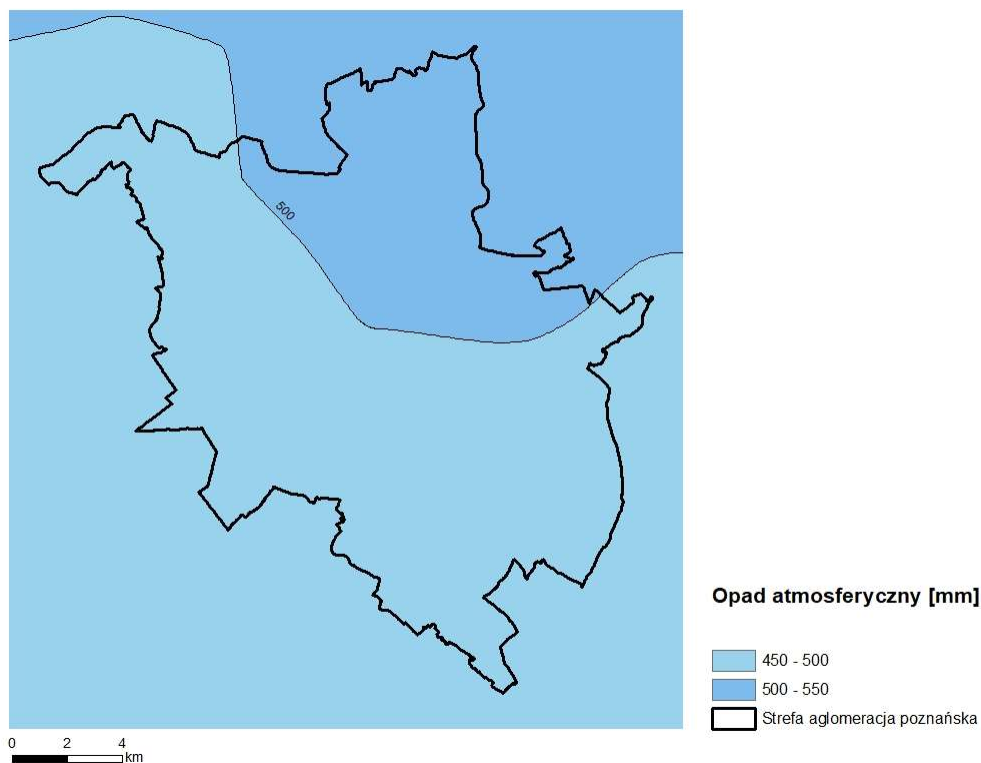 500
Opad atmosferyczny [mm]
450 - 500
500 - 550
Strefa aglomeracja poznańska
0 2 4
km